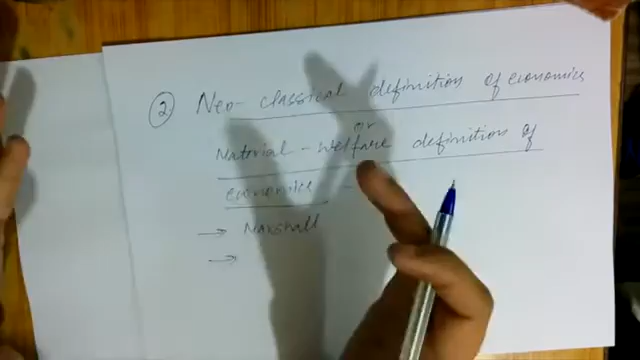 ② Neo-classical definition of economics
or
Material-welfare definition of
economics -
→ Marshall
→